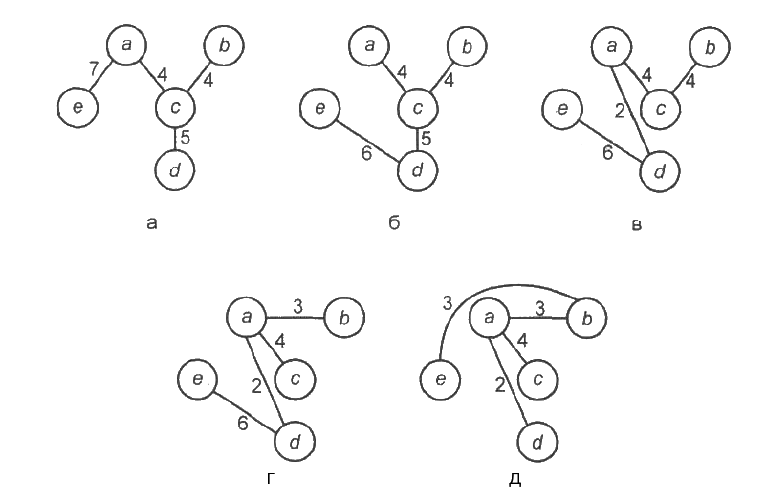 a b a b a b
7 4 4 4 4 4 4
e c e c e 2 c
5 6 5 6
d d d
а б в
3 3 3
a b a b
4 4
e 2 c e 2 c
6
d d
г д